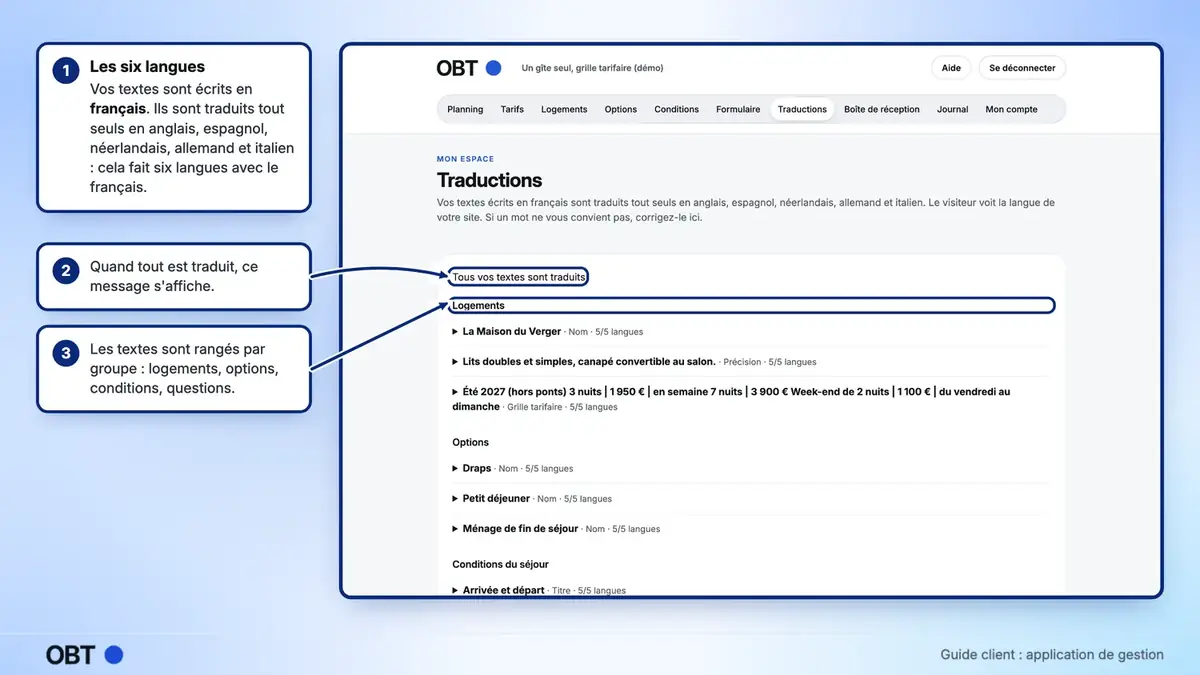 1
Les six langues
Vos textes sont écrits en
français. Ils sont traduits tout
seuls en anglais, espagnol,
néerlandais, allemand et italien
: cela fait six langues avec le
français.
2
Quand tout est traduit, ce
message s'affiche.
3
Les textes sont rangés par
groupe : logements, options,
conditions, questions.
OBT
Un gîte seul, grille tarifaire (démo)
Aide
Se déconnecter
Planning Tarifs Logements Options Conditions Formulaire Traductions Boîte de réception Journal Mon compte
MON ESPACE
Traductions
Vos textes écrits en français sont traduits tout seuls en anglais, espagnol, néerlandais, allemand et italien. Le visiteur voit la langue de
votre site. Si un mot ne vous convient pas, corrigez-le ici.
Tous vos textes sont traduits
Logements
▶ La Maison du Verger · Nom · 5/5 langues
▶ Lits doubles et simples, canapé convertible au salon. · Précision · 5/5 langues
▶ Été 2027 (hors ponts) 3 nuits | 1 950 € | en semaine 7 nuits | 3 900 € Week-end de 2 nuits | 1 100 € | du vendredi au
dimanche · Grille tarifaire · 5/5 langues
Options
▶ Draps · Nom · 5/5 langues
▶ Petit déjeuner · Nom · 5/5 langues
▶ Ménage de fin de séjour · Nom · 5/5 langues
Conditions du séjour
▶ Arrivée et départ · Titre · 5/5 langues
OBT
Guide client : application de gestion